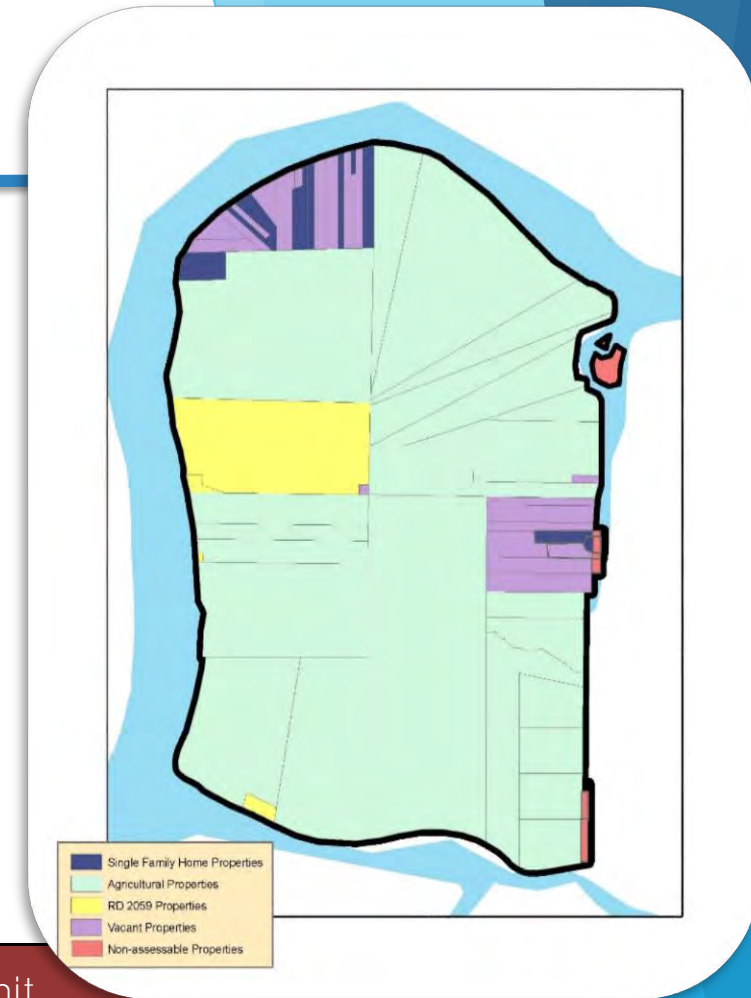 Single Family Home Properties
Agricultural Properties
RD 2059 Properties
Vacant Properties
Non-assessable Properties